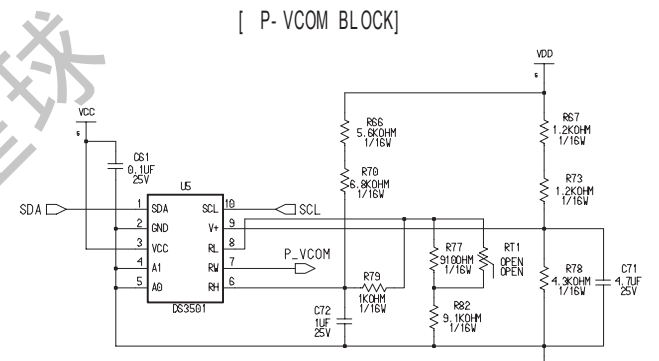 [ P- VCOM BLOCK]
VDD
5
VCC
5
R66
5.6KOHM
1/16W
R67
1.2KOHM
1/16W
C61
0.1UF
25V
R70
6.8KOHM
1/16W
R73
1.2KOHM
1/16W
U5
SDA
1 SDA SCL 10
SCL
2 GND V+ 9
3 VCC RL 8
4 A1 RW 7
P_VCOM
5 A0 RH 6
DS3501
R79
1KOHM
1/16W
R77
910OHM
1/16W
RT1
OPEN
OPEN
R78
4.3KOHM
1/16W
C71
4.7UF
25V
C72
1UF
25V
R82
9.1KOHM
1/16W
球